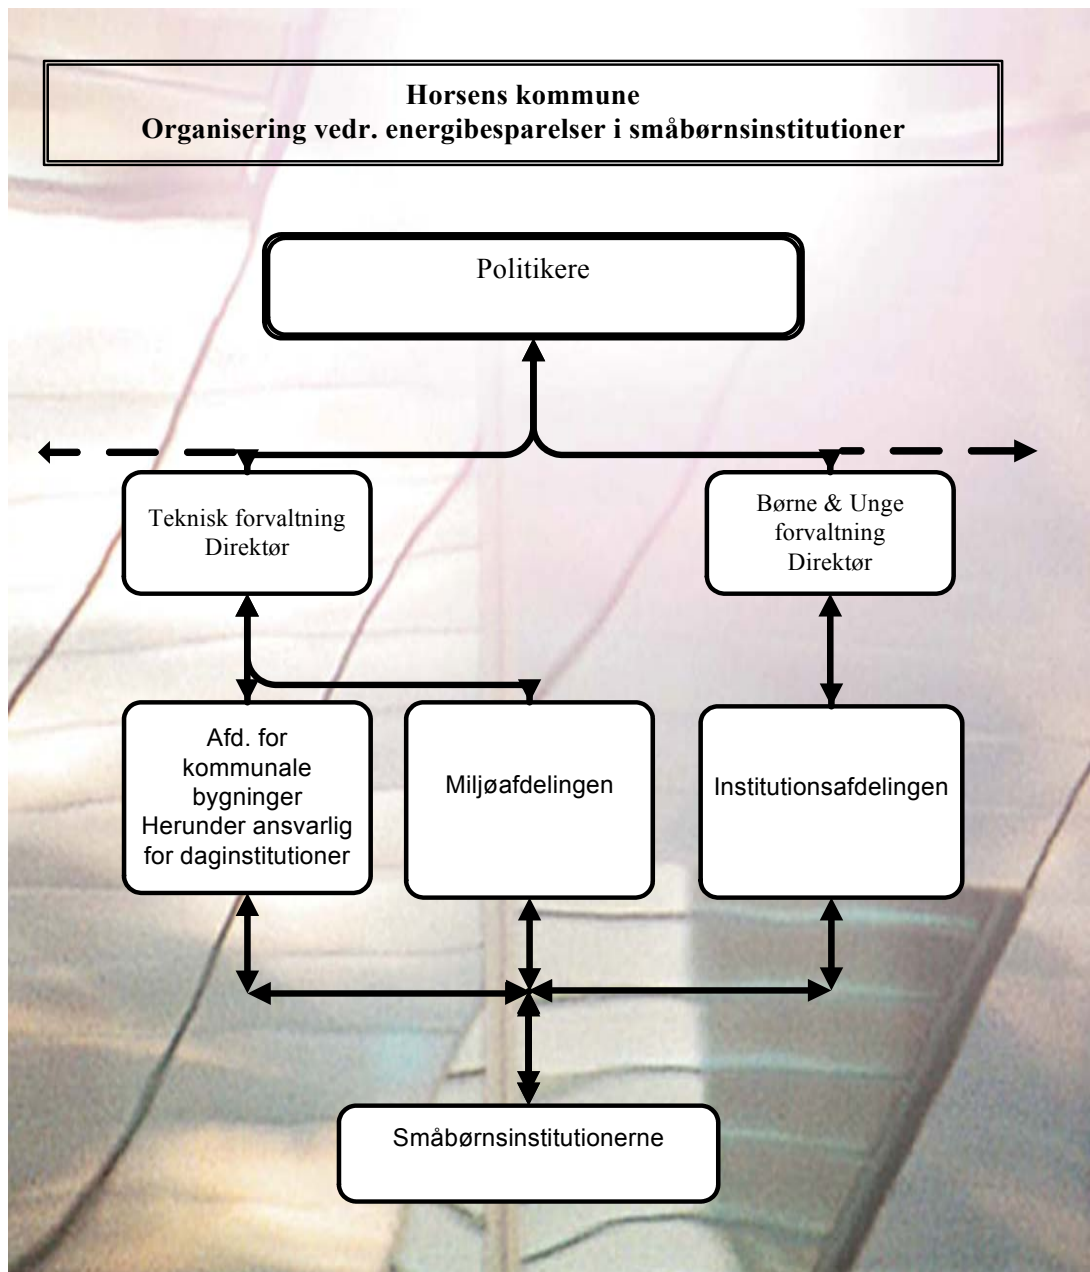 Horsens kommune
Organisering vedr. energibesparelser i småbørnsinstitutioner
Politikere
Teknisk forvaltning
Direktør
Børne & Unge
forvaltning
Direktør
Afd. for
kommunale
bygninger
Herunder ansvarlig
for daginstitutioner
Miljøafdelingen
Institutionsafdelingen
Småbørnsinstitutionerne